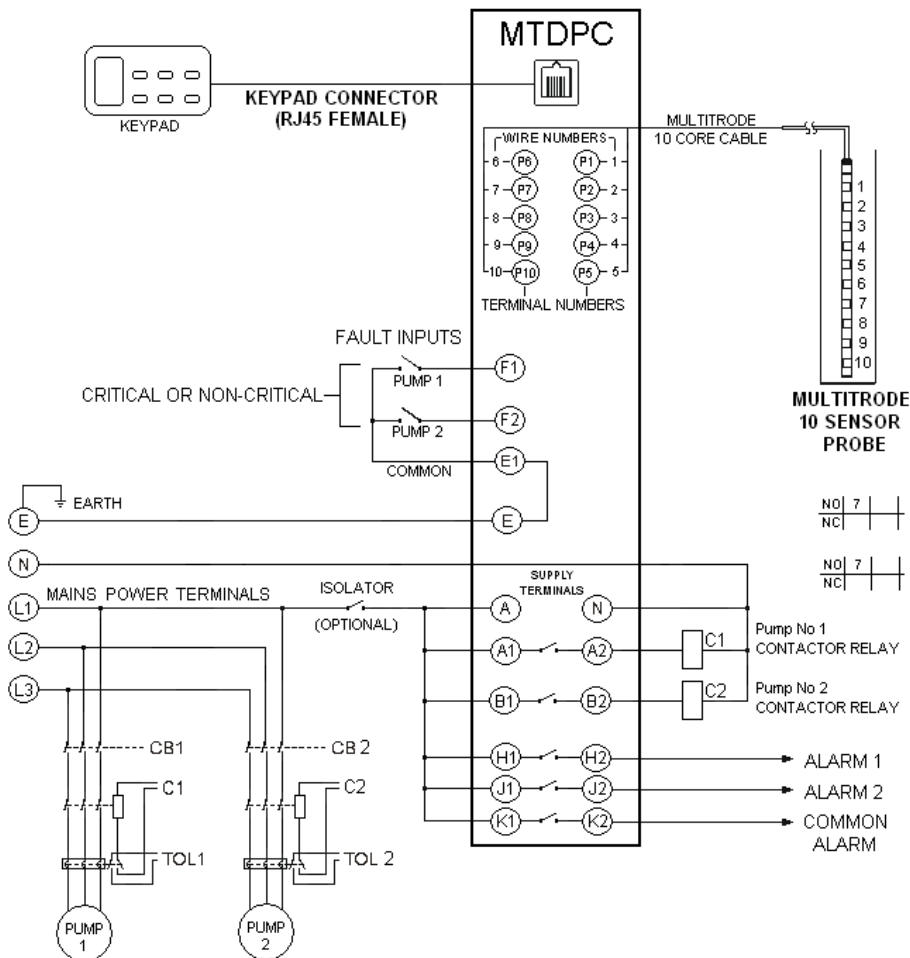 MTDPC
KEYPAD
KEYPAD CONNECTOR
(RJ45 FEMALE)
MULTITRODE
10 CORE CABLE
WIRE NUMBERS
6 P6 P1 1
7 P7 P2 2
8 P8 P3 3
9 P9 P4 4
10 P10 P5 5
TERMINAL NUMBERS
1
2
3
4
5
6
7
8
9
10
MULTITRODE
10 SENSOR
PROBE
FAULT INPUTS
CRITICAL OR NON-CRITICAL
PUMP 1
F1
PUMP 2
F2
COMMON
E1
EARTH
E
E
NO 7
NC
NO 7
NC
N
SUPPLY
TERMINALS
L1
MAINS POWER TERMINALS
ISOLATOR
(OPTIONAL)
A
N
L2
A1
A2
C1
Pump No 1
CONTACTOR RELAY
L3
B1
B2
C2
Pump No 2
CONTACTOR RELAY
CB1
CB 2
H1
H2
ALARM 1
C1
C2
J1
J2
ALARM 2
K1
K2
COMMON
ALARM
TOL1
TOL 2
PUMP
1
PUMP
2